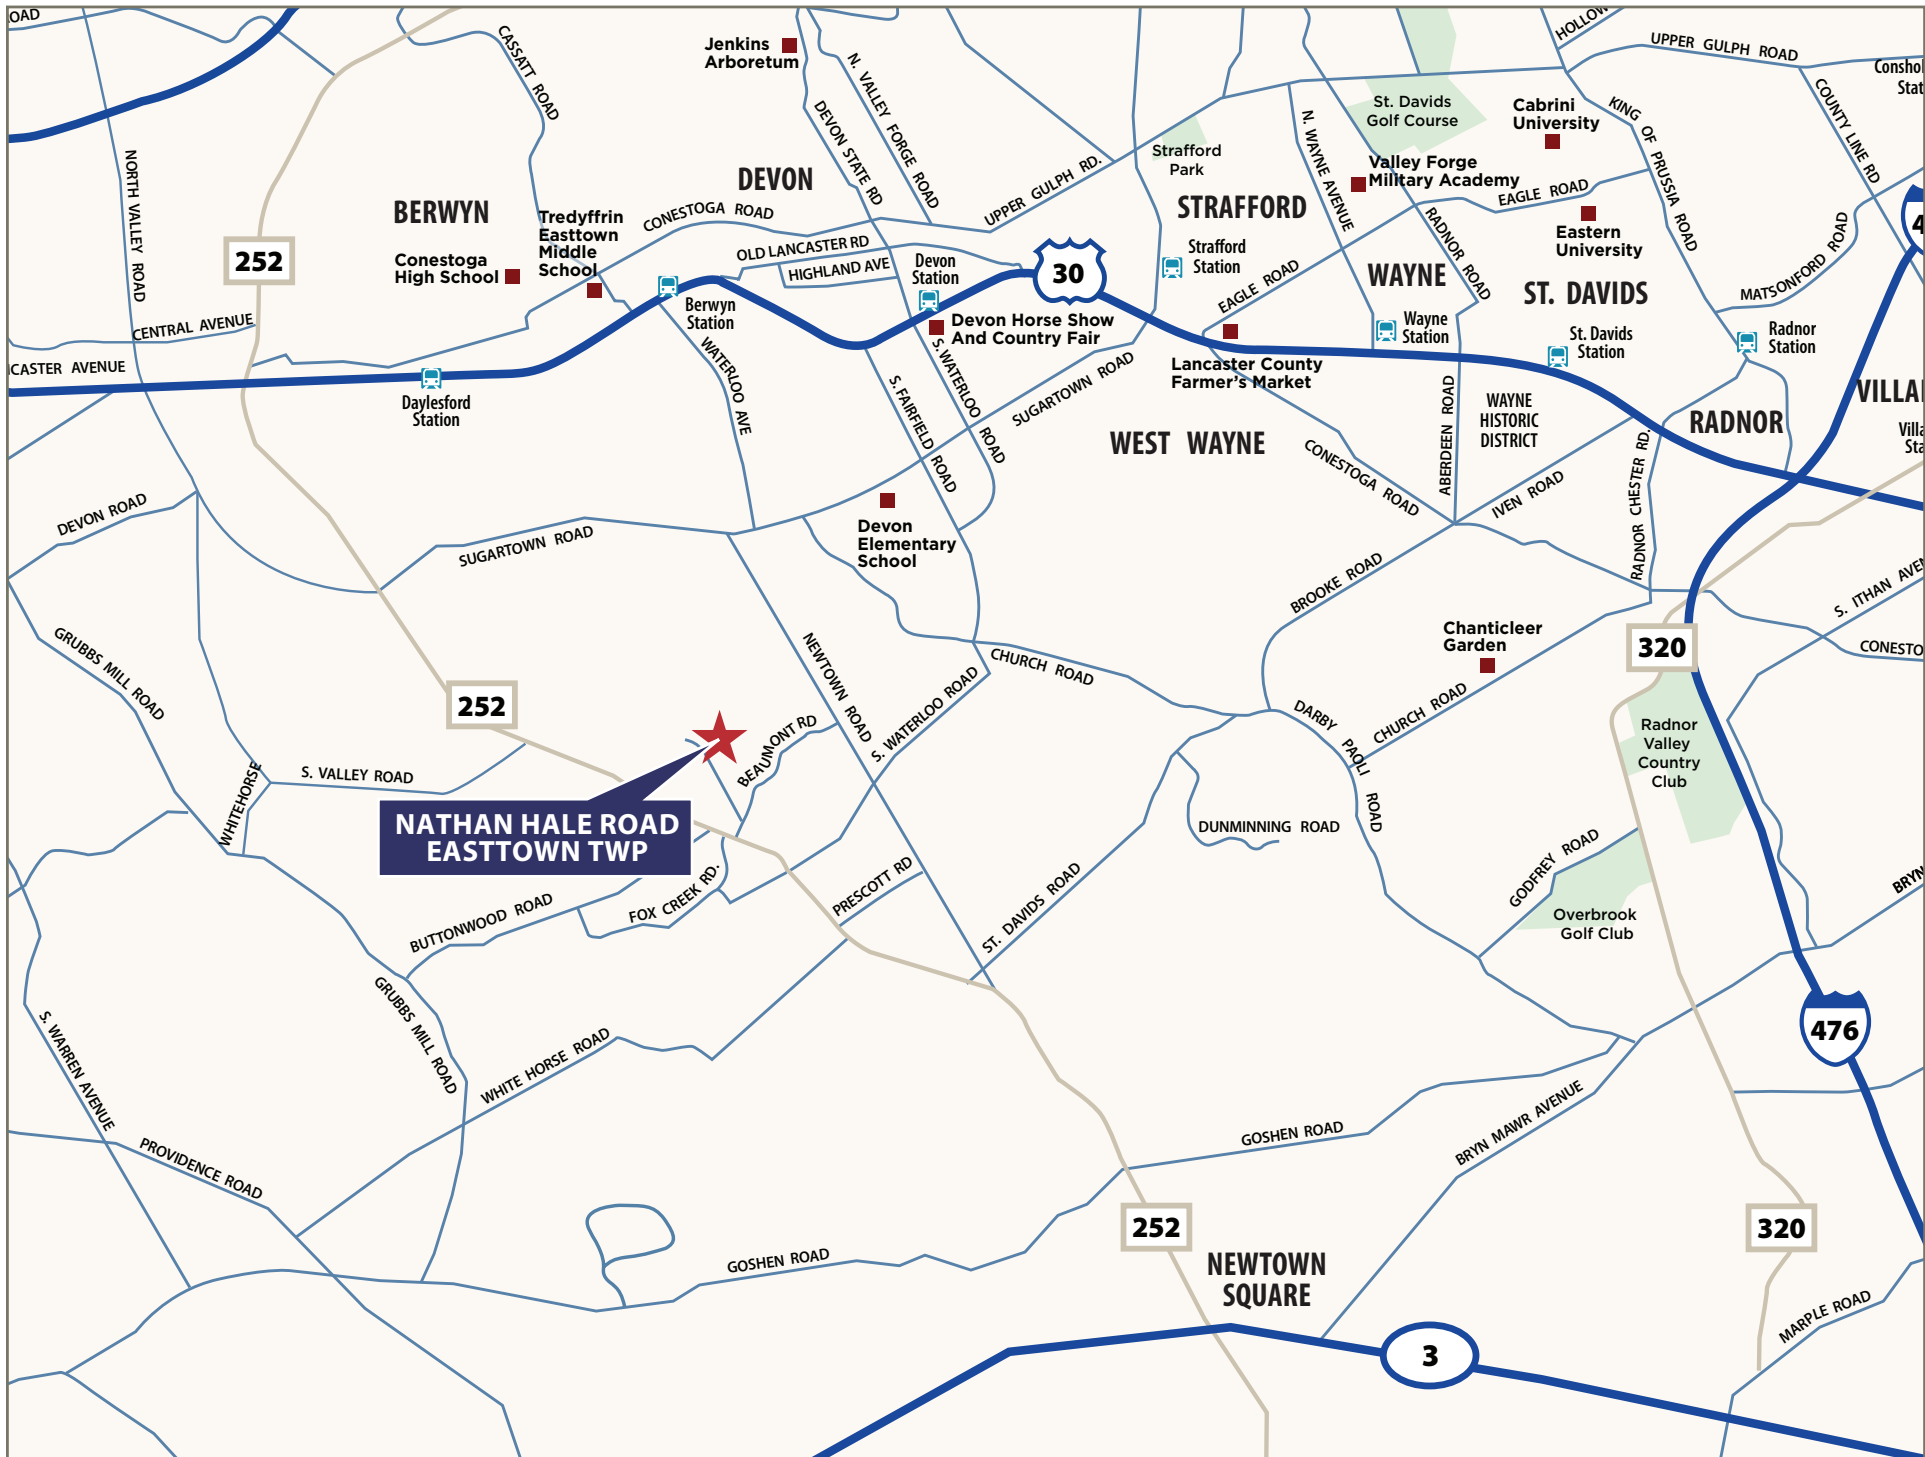 OAD
CASSATT ROAD
Jenkins
Arboretum
N. VALLEY FORGE ROAD
DEVON STATE RD
HOLLOW
UPPER GULPH ROAD
Consho
Stat
COUNTY LINE RD
St. Davids
Golf Course
Cabrini
University
KING OF PRUSSIA ROAD
N. WAYNE AVENUE
Strafford
Park
Valley Forge
Military Academy
EAGLE ROAD
NORTH VALLEY ROAD
DEVON
BERWYN
Tredyffrin
Easttown
Middle
School
CONESTOGA ROAD
UPPER GULPH RD.
STRAFFORD
RADNOR ROAD
Eastern
University
4
252
Conestoga
High School
OLD LANCASTER RD
HIGHLAND AVE
Devon
Station
30
Strafford
Station
EAGLE ROAD
WAYNE
ST. DAVIDS
MATSONFORD ROAD
CENTRAL AVENUE
Berwyn
Station
Devon Horse Show
And Country Fair
Wayne
Station
St. Davids
Station
Radnor
Station
CASTER AVENUE
Daylesford
Station
WATERLOO AVE
S. FAIRFIELD ROAD
S. WATERLOO ROAD
SUGARTOWN ROAD
Lancaster County
Farmer's Market
ABERDEEN ROAD
WAYNE
HISTORIC
DISTRICT
RADNOR
VILLA
Villa
Sta
WEST WAYNE
CONESTOGA ROAD
IVEN ROAD
RADNOR CHESTER RD.
DEVON ROAD
SUGARTOWN ROAD
Devon
Elementary
School
BROOKE ROAD
S. ITHAN AVEN
CONESTO
GRUBBS MILL ROAD
NEWTOWN ROAD
CHURCH ROAD
Chanticleer
Garden
320
252
S. WATERLOO ROAD
BEAUMONT RD
DARBY PAOLI ROAD
CHURCH ROAD
Radnor
Valley
Country
Club
WHITEHORSE
S. VALLEY ROAD
NATHAN HALE ROAD
EASTTOWN TWP
DUNMINNING ROAD
GODFREY ROAD
BRYN
BUTTONWOOD ROAD
FOX CREEK RD.
PRESCOTT RD
ST. DAVIDS ROAD
Overbrook
Golf Club
GRUBBS MILL ROAD
S. WARREN AVENUE
WHITE HORSE ROAD
476
PROVIDENCE ROAD
GOSHEN ROAD
BRYN MAWR AVENUE
252
320
GOSHEN ROAD
NEWTOWN
SQUARE
MARPLE ROAD
3